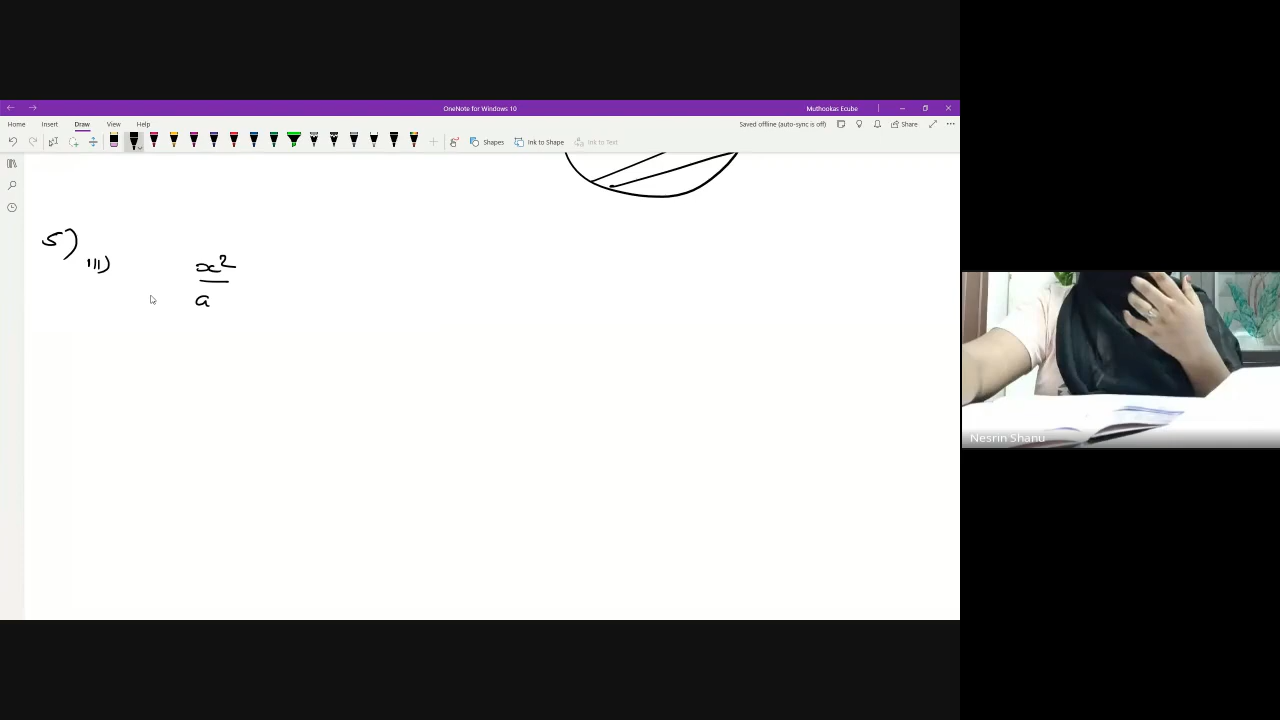 OneNote for Windows 10
Muthookas Ecube
Home Insert Draw View Help
Saved offline (auto-sync is off)
Share
Shapes
Ink to Shape
Ink to Text
5)
iii)
x²
a
Nesrin Shanu